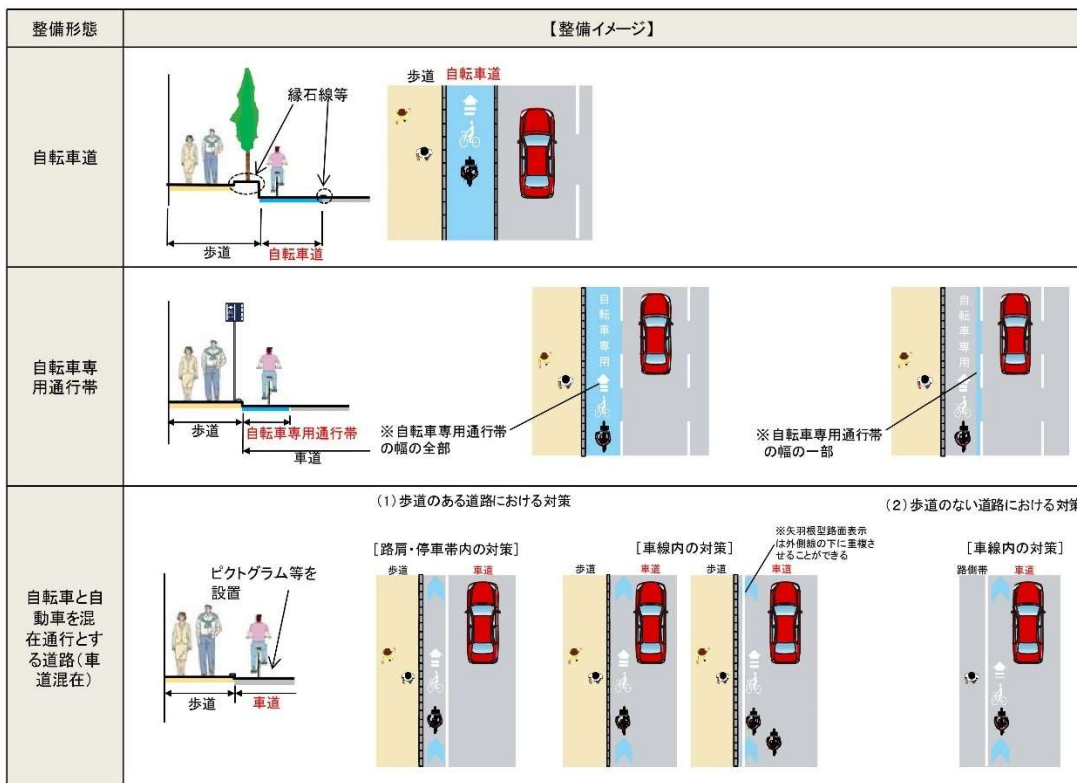 整備形態
【整備イメージ】
自転車道
縁石線等
歩道
自転車道
歩道
自転車道
自転車専
用通行帯
歩道
自転車専用通行帯
車道
自転車専用
※自転車専用通行帯
の幅の全部
自転車専用
※自転車専用通行帯
の幅の一部
自転車と自
動車を混
在通行とす
る道路(車
道混在)
ピクトグラム等を
設置
歩道
車道
(1)歩道のある道路における対策
[路肩・停車帯内の対策]
歩道
車道
[車線内の対策]
歩道
車道
歩道
車道
※矢羽根型路面表示
は外側線の下に重複さ
せることができる
(2)歩道のない道路における対策
[車線内の対策]
路側帯
車道